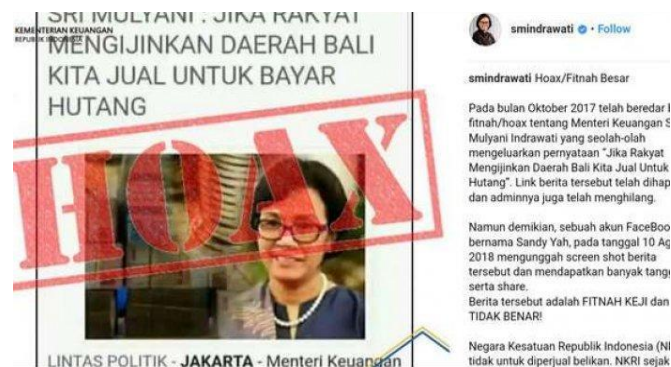 SRI MULYANI : JIKA RAKYAT
KEMENTERIAN KEUANGAN
REPUBLIK INDONESIA
MENGIJINKAN DAERAH BALI
KITA JUAL UNTUK BAYAR
HUTANG
HOAX
LINTAS POLITIK - JAKARTA - Menteri Keuangan
smindrawati • Follow
smindrawati Hoax/Fitnah Besar
Pada bulan Oktober 2017 telah beredar
fitnah/hoax tentang Menteri Keuangan S
Mulyani Indrawati yang seolah-olah
mengeluarkan pernyataan "Jika Rakyat
Mengijinkan Daerah Bali Kita Jual Untuk
Hutang". Link berita tersebut telah dihap
dan adminnya juga telah menghilang.
Namun demikian, sebuah akun FaceBoo
bernama Sandy Yah, pada tanggal 10 Ag
2018 mengunggah screen shot berita
tersebut dan mendapatkan banyak tangg
serta share.
Berita tersebut adalah FITNAH KEJI dan
TIDAK BENAR!
Negara Kesatuan Republik Indonesia (NI
tidak untuk diperjual belikan. NKRI sejak